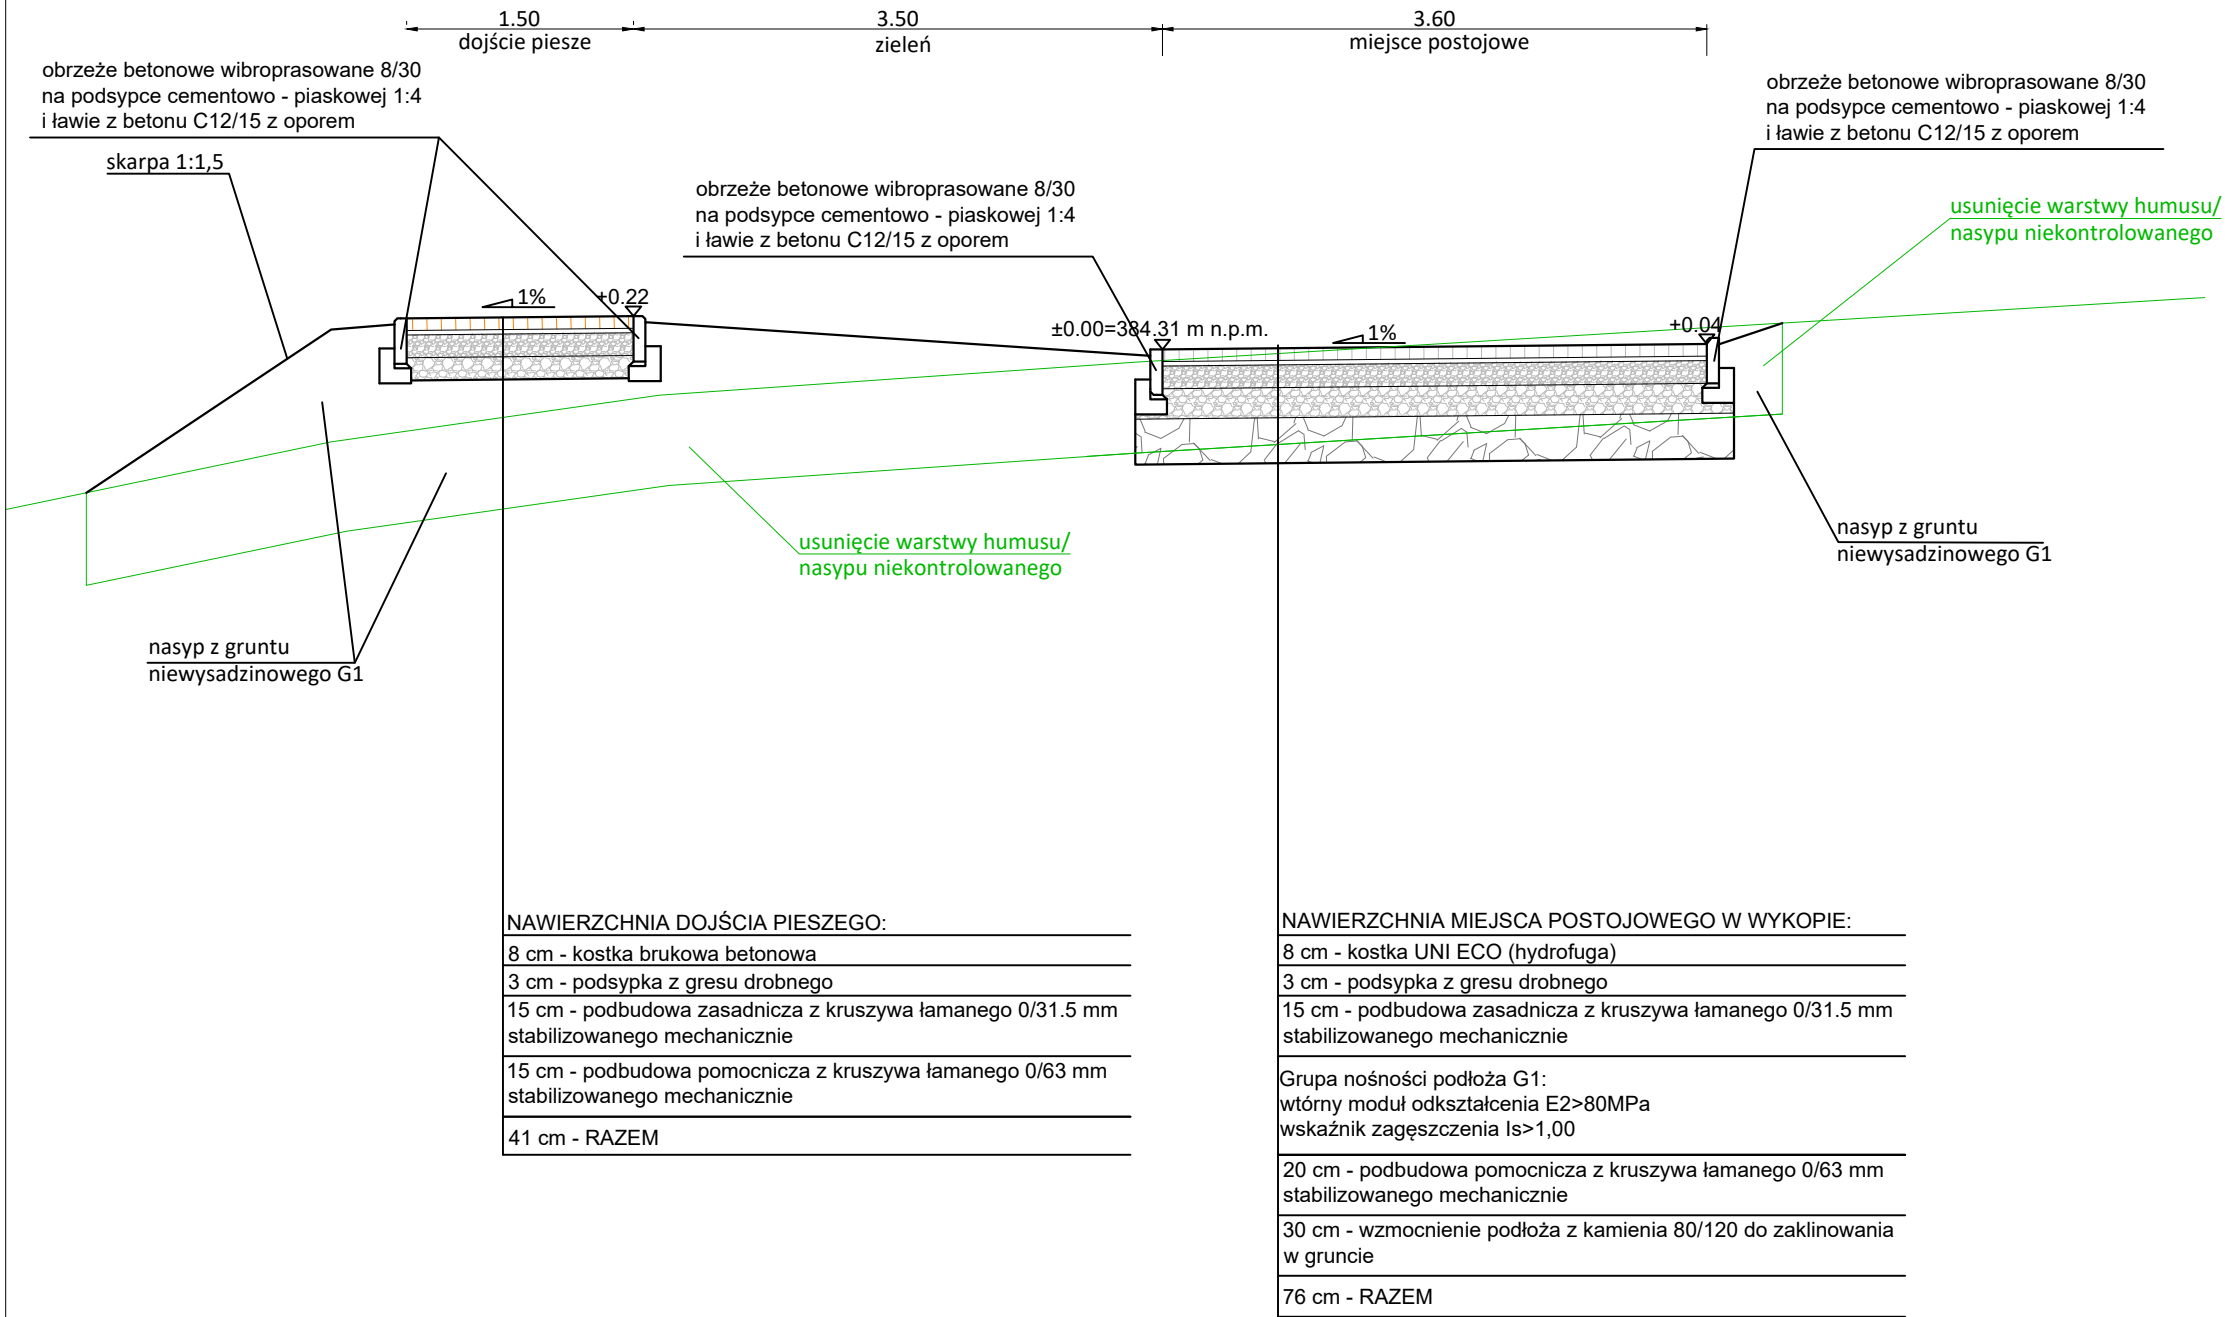 1.50
dojście piesze
3.50
zieleń
3.60
miejsce postojowe
obrzeże betonowe wibroprasowane 8/30
na podsypce cementowo - piaskowej 1:4
i ławie z betonu C12/15 z oporem
skarpa 1:1,5
obrzeże betonowe wibroprasowane 8/30
na podsypce cementowo - piaskowej 1:4
i ławie z betonu C12/15 z oporem
obrzeże betonowe wibroprasowane 8/30
na podsypce cementowo - piaskowej 1:4
i ławie z betonu C12/15 z oporem
usunięcie warstwy humusu/
nasypu niekontrolowanego
1%
+0.22
±0.00=384.31 m n.p.m.
1%
+0.04
usunięcie warstwy humusu/
nasypu niekontrolowanego
nasyp z gruntu
niewysadzinowego G1
nasyp z gruntu
niewysadzinowego G1
NAWIERZCHNIA DOJŚCIA PIESZEGO:
8 cm - kostka brukowa betonowa
3 cm - podsypka z gresu drobnego
15 cm - podbudowa zasadnicza z kruszywa łamanego 0/31.5 mm
stabilizowanego mechanicznie
15 cm - podbudowa pomocnicza z kruszywa łamanego 0/63 mm
stabilizowanego mechanicznie
41 cm - RAZEM
NAWIERZCHNIA MIEJSCA POSTOJOWEGO W WYKOPIE:
8 cm - kostka UNI ECO (hydrofuga)
3 cm - podsypka z gresu drobnego
15 cm - podbudowa zasadnicza z kruszywa łamanego 0/31.5 mm
stabilizowanego mechanicznie
Grupa nośności podłoża G1:
wtórny moduł odkształcenia E2>80MPa
wskaźnik zagęszczenia Is>1,00
20 cm - podbudowa pomocnicza z kruszywa łamanego 0/63 mm
stabilizowanego mechanicznie
30 cm - wzmocnienie podłoża z kamienia 80/120 do zaklinowania
w gruncie
76 cm - RAZEM